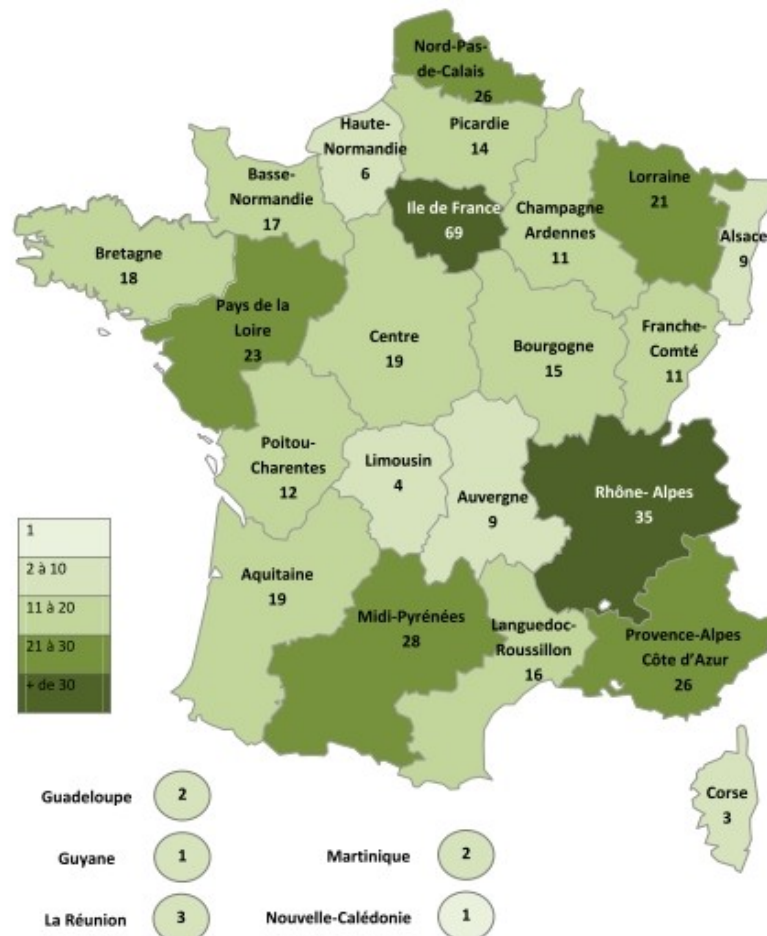 Nord-Pas-
de-Calais
26
Haute-
Normandie
6
Picardie
14
Basse-
Normandie
17
Ile de France
69
Champagne
Ardennes
11
Lorraine
21
Alsace
9
Bretagne
18
Pays de la
Loire
23
Centre
19
Bourgogne
15
Franche-
Comté
11
Poitou-
Charentes
12
Limousin
4
Auvergne
9
Rhône- Alpes
35
Aquitaine
19
Midi-Pyrénées
28
Languedoc-
Roussillon
16
Provence-Alpes
Côte d'Azur
26
Corse
3
1
2 à 10
11 à 20
21 à 30
+ de 30
Guadeloupe 2
Guyane 1
Martinique 2
La Réunion 3
Nouvelle-Calédonie 1